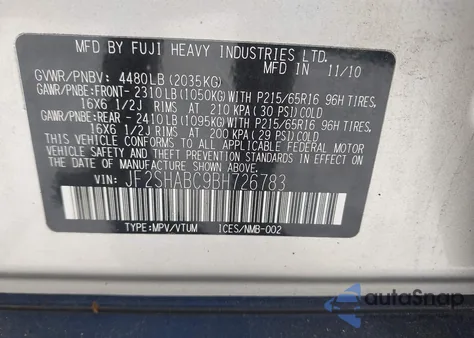 MFD BY FUJI HEAVY INDUSTRIES LTD.
GVWR/PNBV: 4480LB(2035KG) MFD IN 11/10
GAWR/PNBE:FRONT- 2310LB(1050KG)WITH P215/65R16 96H TIRES.
16X6 1/2J RIMS AT 210 KPA(30 PSI)COLD
GAWR/PNBE:REAR - 2410LB(1095KG)WITH P215/65R16 96H TIRES.
16X6 1/2J RIMS AT 200 KPA(29 PSI)COLD
THIS VEHICLE CONFORMS TO ALL APPLICABLE FEDERAL MOTOR
VEHICLE SAFETY STANDARDS IN EFFECT ON THE DATE OF
MANUFACTURE SHOWN ABOVE.
VIN: JF2SHABC9BH726783
TYPE:MPV/VTUM ICES/NMB-002
autoSnap